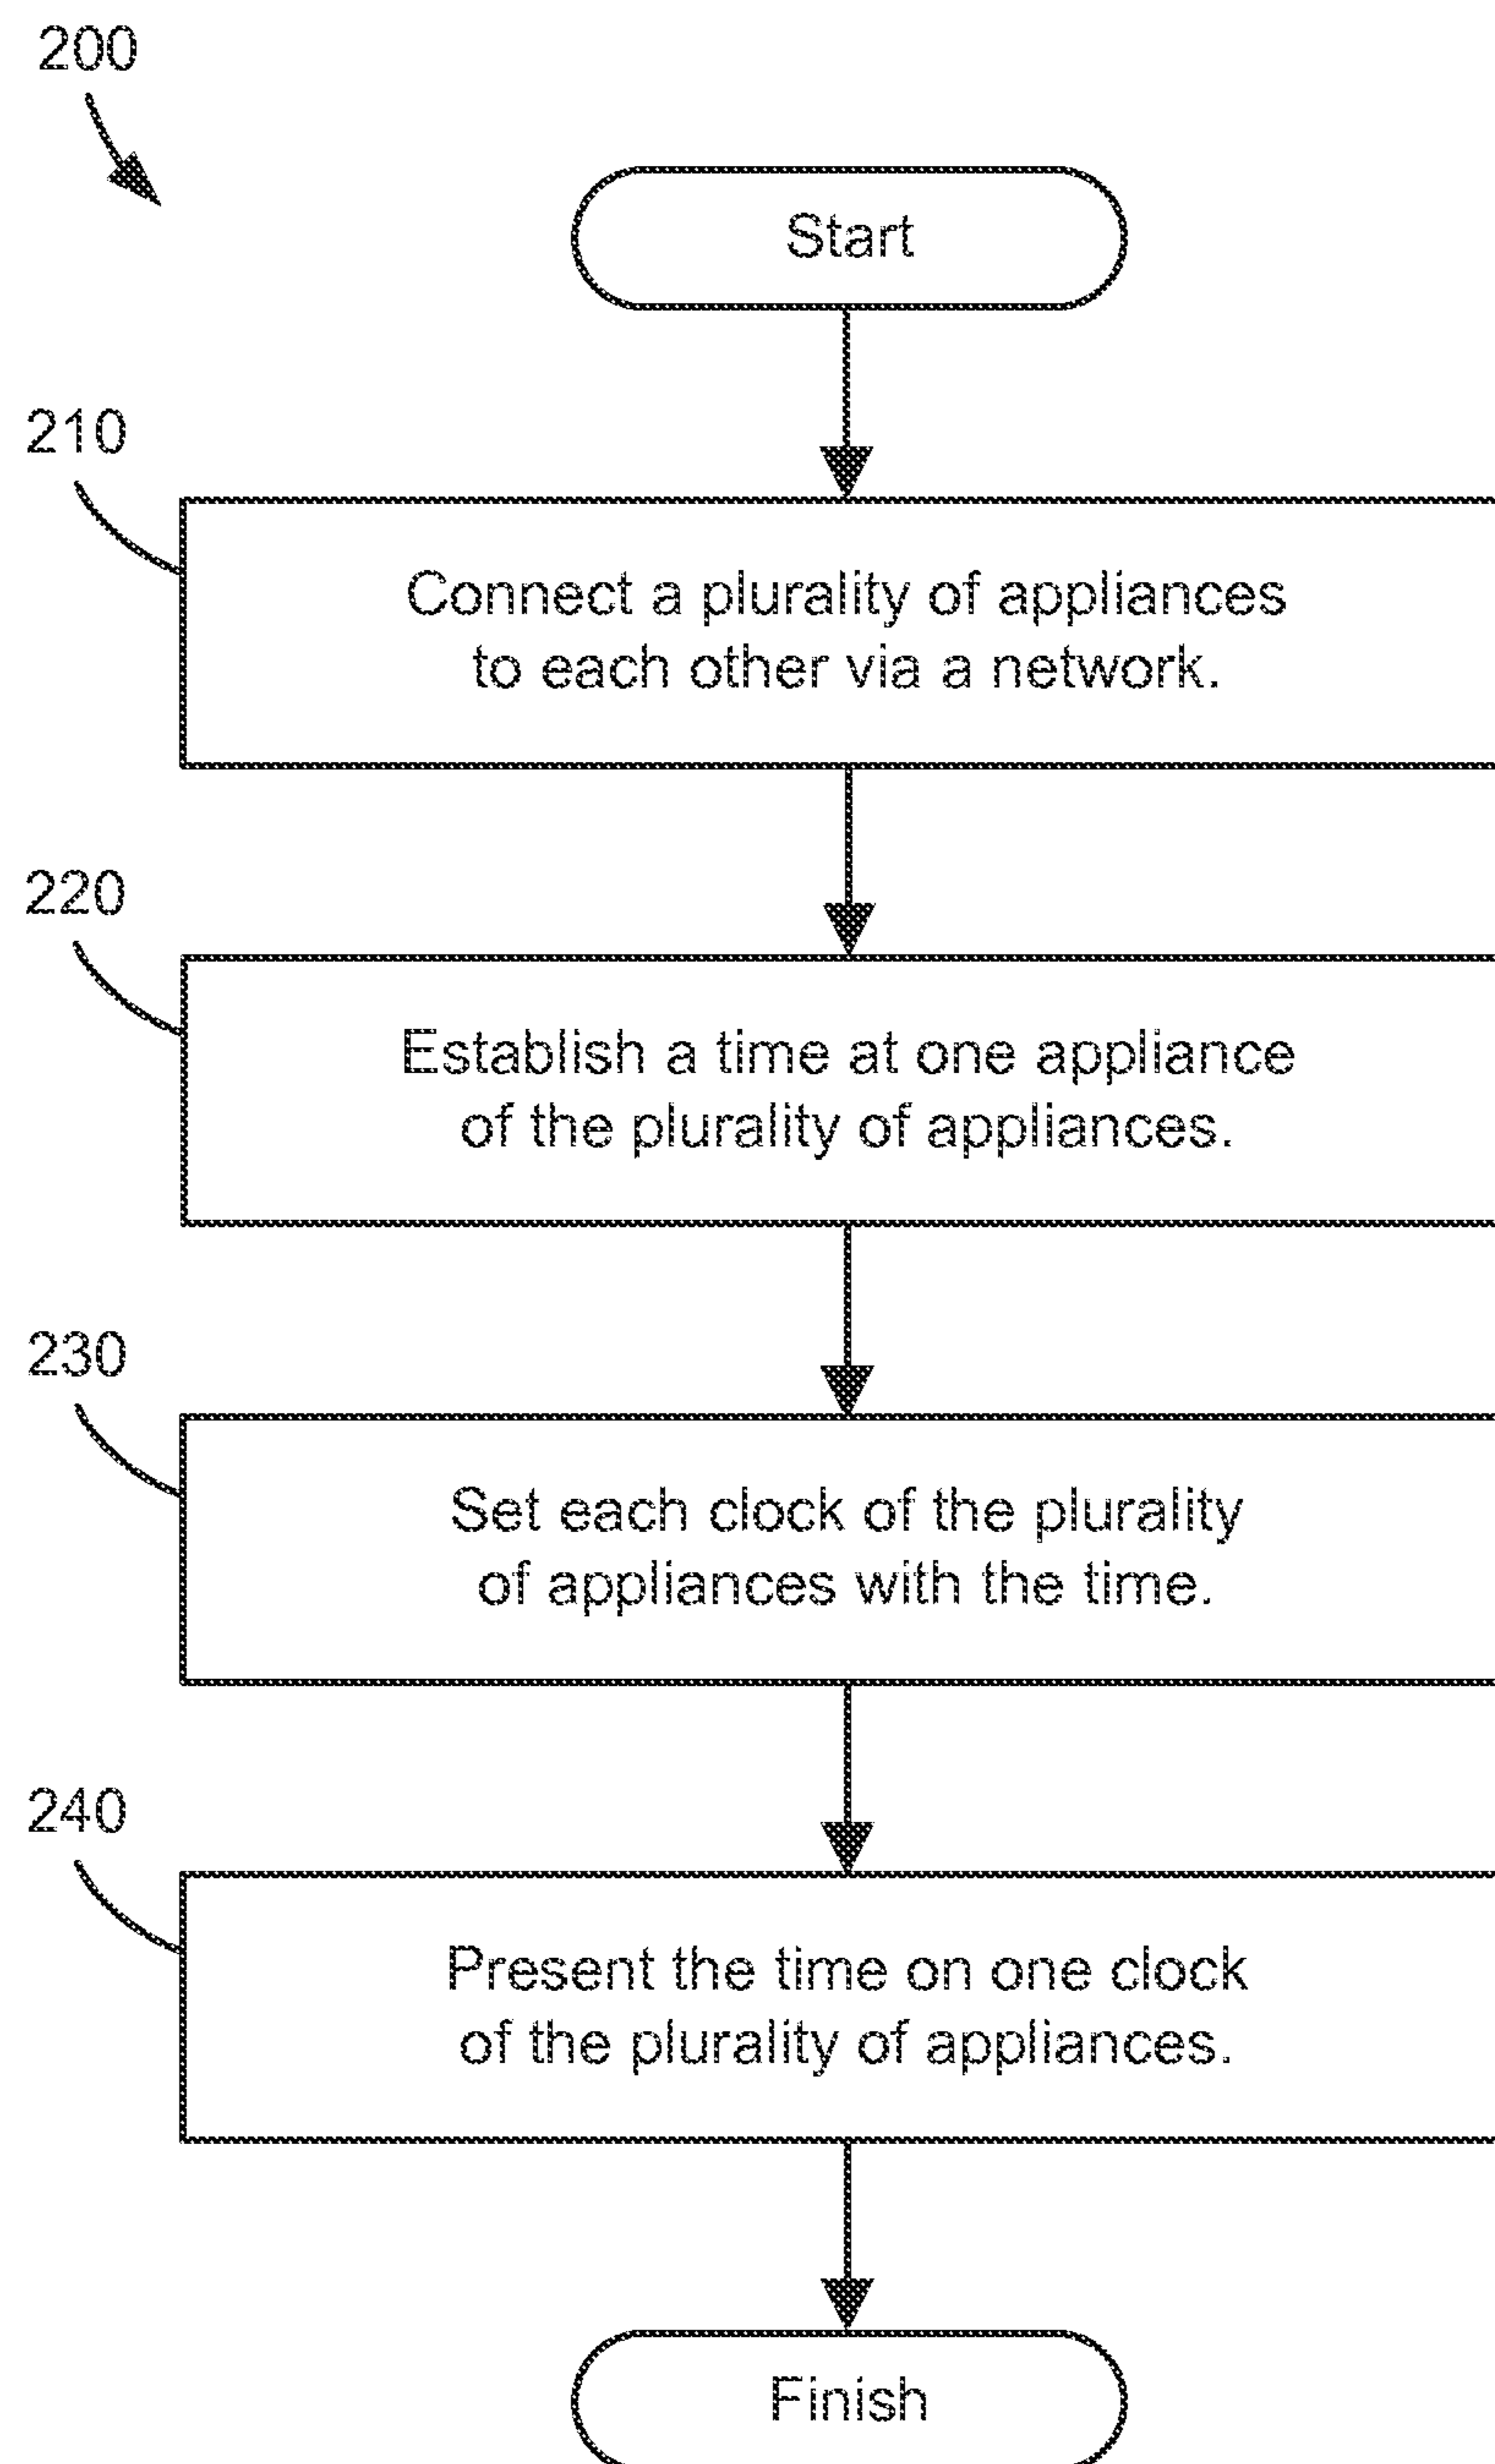 200
Start
210
Connect a plurality of appliances
to each other via a network.
220
Establish a time at one appliance
of the plurality of appliances.
230
Set each clock of the plurality
of appliances with the time.
240
Present the time on one clock
of the plurality of appliances.
Finish